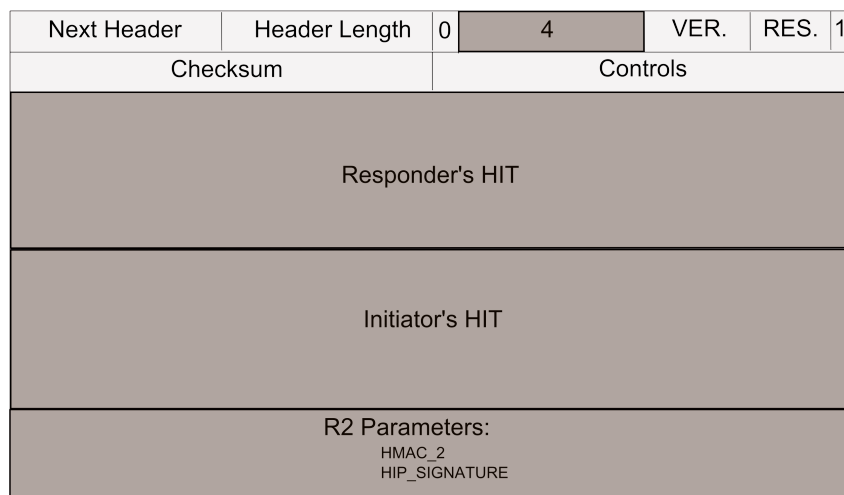 Next Header Header Length 0 4 VER. RES. 1
Checksum Controls
Responder's HIT
Initiator's HIT
R2 Parameters:
HMAC_2
HIP_SIGNATURE